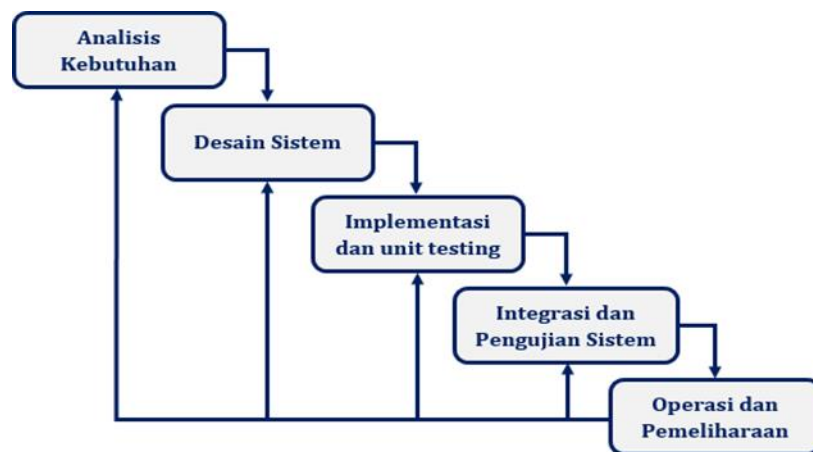 Analisis
Kebutuhan
Desain Sistem
Implementasi
dan unit testing
Integrasi dan
Pengujian Sistem
Operasi dan
Pemeliharaan